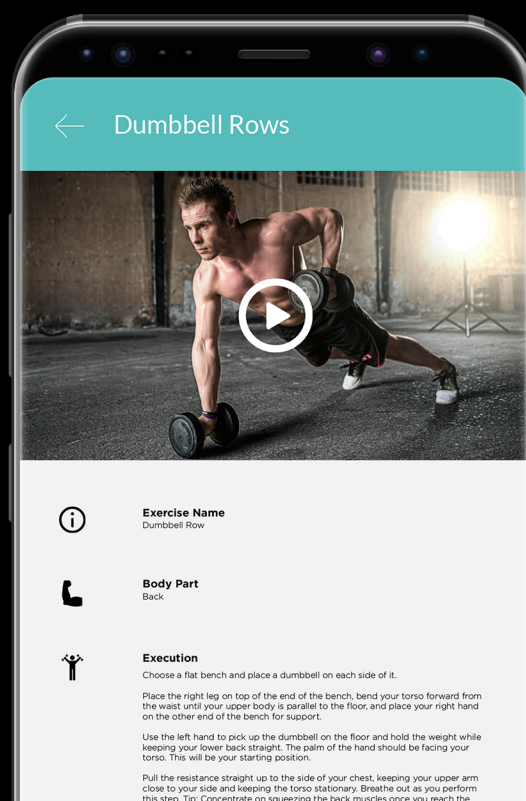 Dumbbell Rows
Exercise Name
Dumbbell Row
Body Part
Back
Execution
Choose a flat bench and place a dumbbell on each side of it.
Place the right leg on top of the end of the bench, bend your torso forward from
the waist until your upper body is parallel to the floor, and place your right hand
on the other end of the bench for support.
Use the left hand to pick up the dumbbell on the floor and hold the weight while
keeping your lower back straight. The palm of the hand should be facing your
torso. This will be your starting position.
Pull the resistance straight up to the side of your chest, keeping your upper arm
close to your side and keeping the torso stationary. Breathe out as you perform
this step. Tip: Concentrate on squeezing the back muscles once you reach the